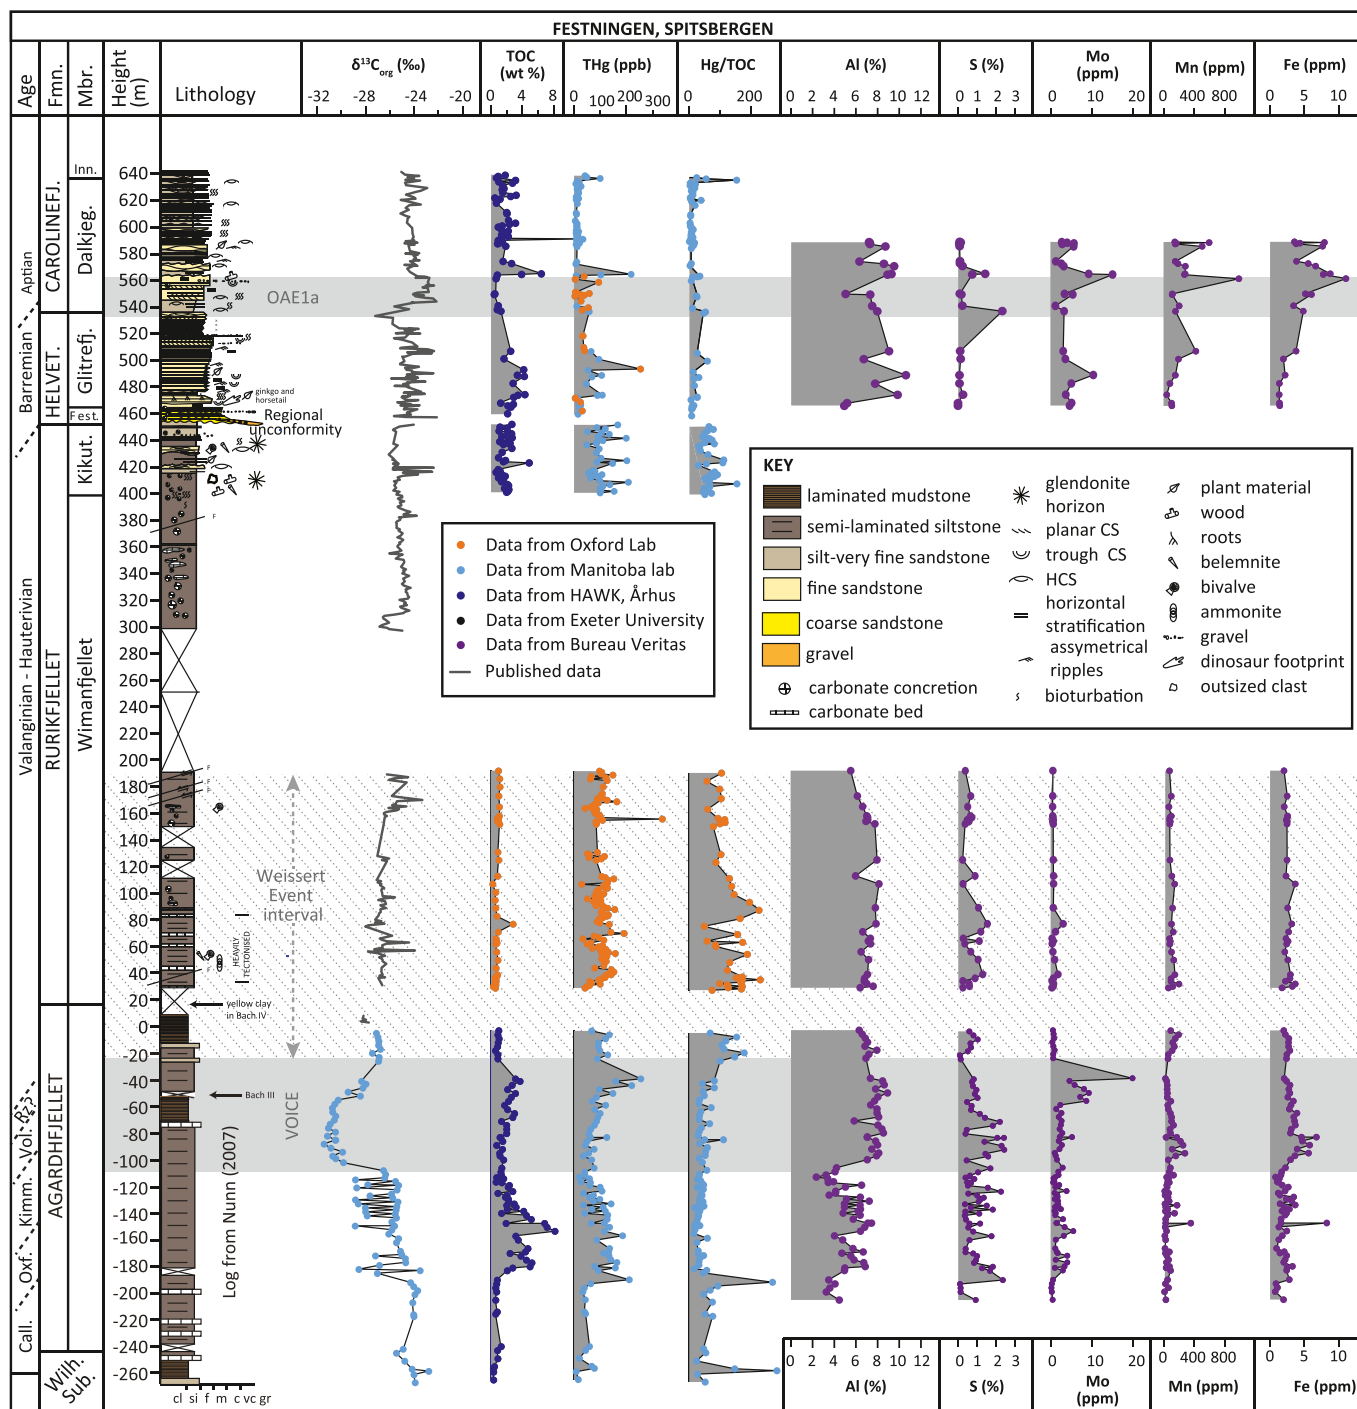 FESTNINGEN, SPITSBERGEN
Age
Fmn.
Mbr.
Height (m)
Lithology
δ¹³Corg (‰)
-32 -28 -24 -20
TOC (wt %)
0 4 8
THg (ppb)
0 100 300
Hg/TOC
0 200
Al (%)
0 2 4 6 8 10 12
S (%)
0 1 2 3
Mo (ppm)
0 10 20
Mn (ppm)
0 400 800
Fe (ppm)
0 5 10
Aptian
Barremian
Valanginian - Hauterivian
R?
Vol.
Kimm.
Oxf.
Call.
CAROLINEFJ.
HELVET.
RURIKFJELLET
AGARDHFJELLET
Wilh. Sub.
Inn.
Dalkjeg.
Glitrefj.
Fest.
Kikut.
Wimanfjellet
640
620
600
580
560
540
520
500
480
460
440
420
400
380
360
340
320
300
280
260
240
220
200
180
160
140
120
100
80
60
40
20
0
-20
-40
-60
-80
-100
-120
-140
-160
-180
-200
-220
-240
-260
cl si f m c vc gr
OAE1a
ginkgo and
horsetail
Regional
unconformity
F
F
F
F
F
Weissert
Event
interval
HEAVILY
TECTONISED
yellow clay
in Bach IV
Bach III
VOICE
Log from Nunn (2007)
Data from Oxford Lab
Data from Manitoba lab
Data from HAWK, Århus
Data from Exeter University
Data from Bureau Veritas
Published data
KEY
laminated mudstone
semi-laminated siltstone
silt-very fine sandstone
fine sandstone
coarse sandstone
gravel
carbonate concretion
carbonate bed
glendonite
horizon
planar CS
trough CS
HCS
horizontal
stratification
assymetrical
ripples
bioturbation
plant material
wood
roots
belemnite
bivalve
ammonite
gravel
dinosaur footprint
outsized clast
0 2 4 6 8 10 12
Al (%)
0 1 2 3
S (%)
0 10 20
Mo
(ppm)
0 400 800
Mn (ppm)
0 5 10
Fe (ppm)